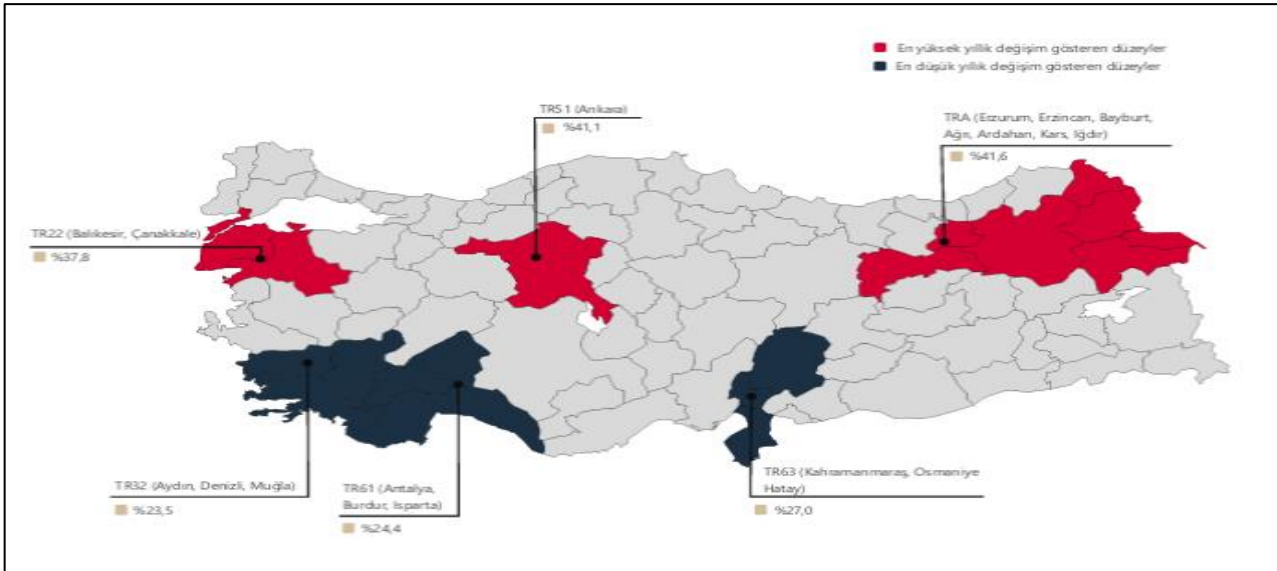 En yüksek yıllık değişim gösteren düzeyler
En düşük yıllık değişim gösteren düzeyler
TR51 (Ankara)
%41,1
TRA (Erzurum, Erzincan, Bayburt,
Ağrı, Ardahan, Kars, Iğdır)
%41,6
TR22 (Balıkesir, Çanakkale)
%37,8
TR32 (Aydın, Denizli, Muğla)
%23,5
TR61 (Antalya,
Burdur, Isparta)
%24,4
TR63 (Kahramanmaraş, Osmaniye
Hatay)
%27,0